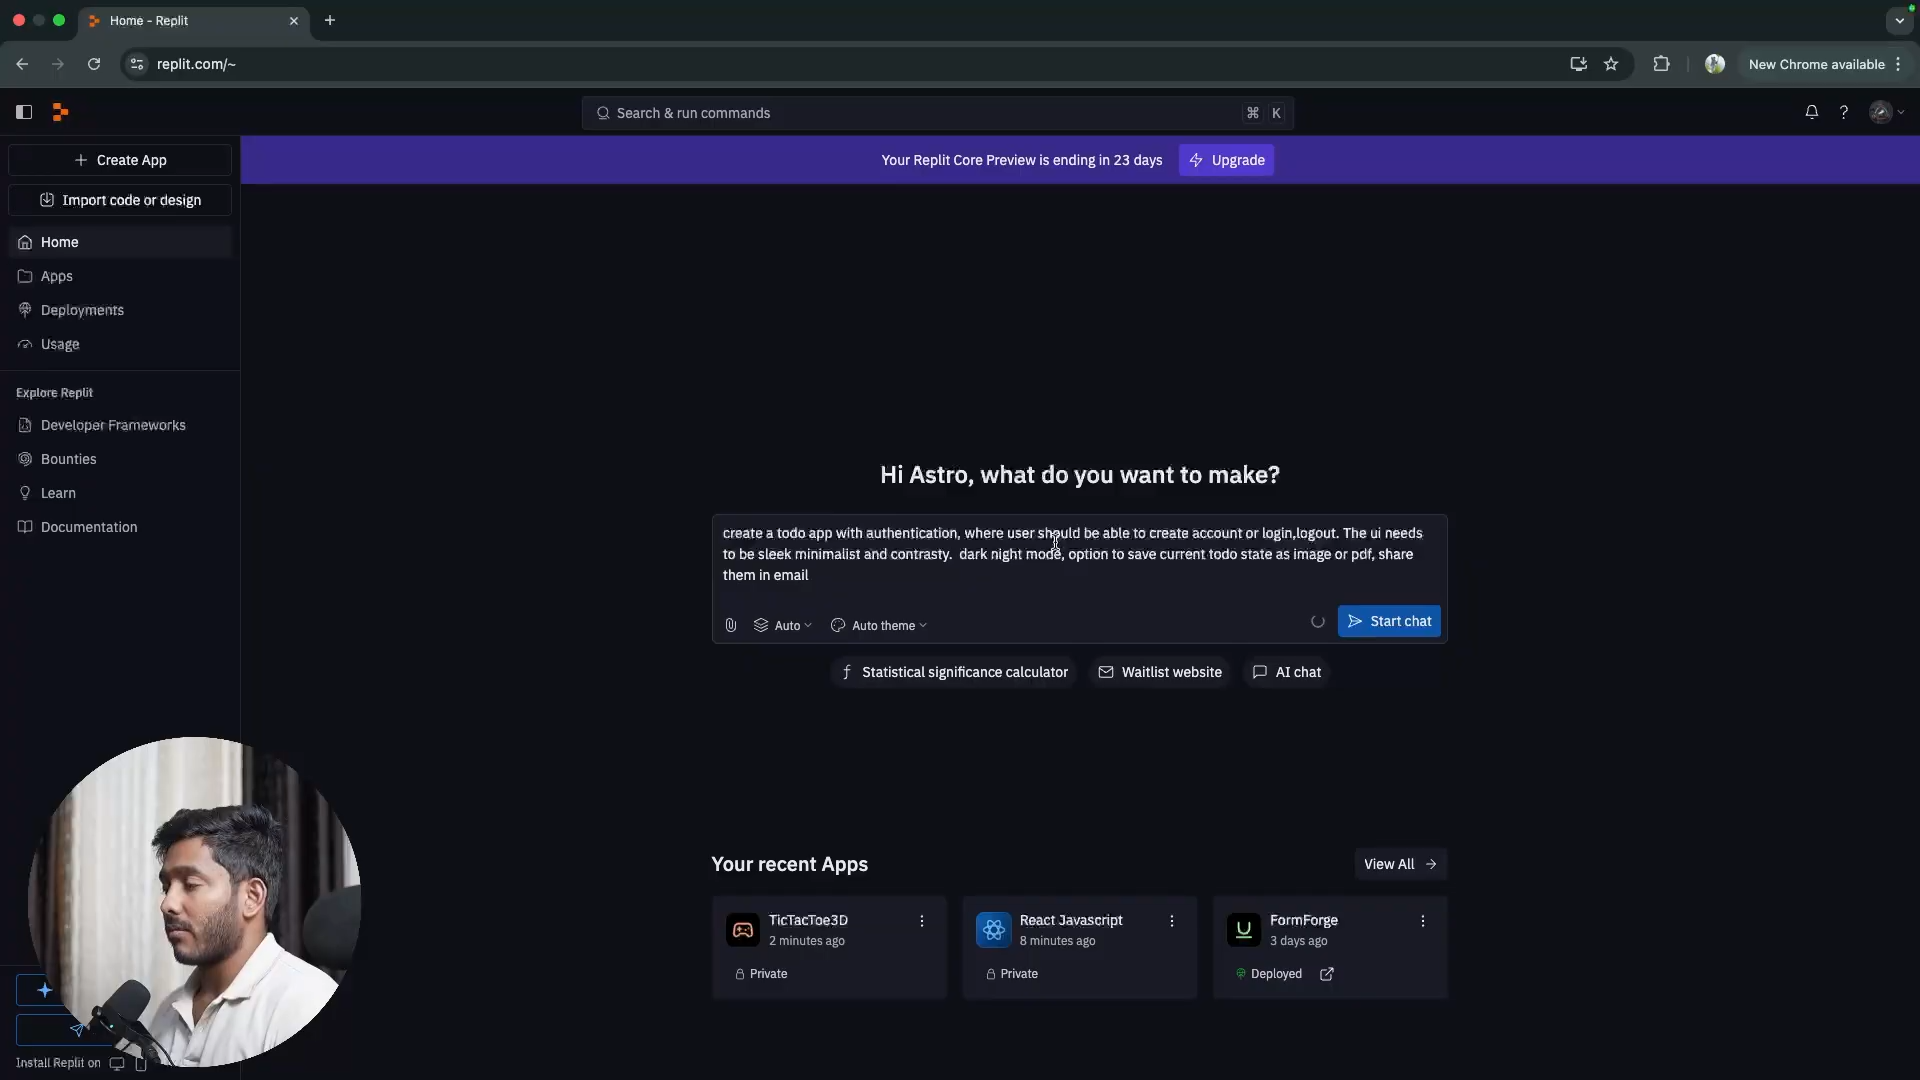 Home - Replit
replit.com/~
New Chrome available
Search & run commands
⌘ K
Create App
Your Replit Core Preview is ending in 23 days
Upgrade
Import code or design
Home
Apps
Deployments
Usage
Explore Replit
Developer Frameworks
Bounties
Learn
Documentation
Hi Astro, what do you want to make?
create a todo app with authentication, where user should be able to create account or login,logout. The ui needs
to be sleek minimalist and contrasty.  dark night mode, option to save current todo state as image or pdf, share
them in email
Auto
Auto theme
Start chat
Statistical significance calculator
Waitlist website
AI chat
Your recent Apps
View All
TicTacToe3D
2 minutes ago
Private
React Javascript
8 minutes ago
Private
FormForge
3 days ago
Deployed
Install Replit on